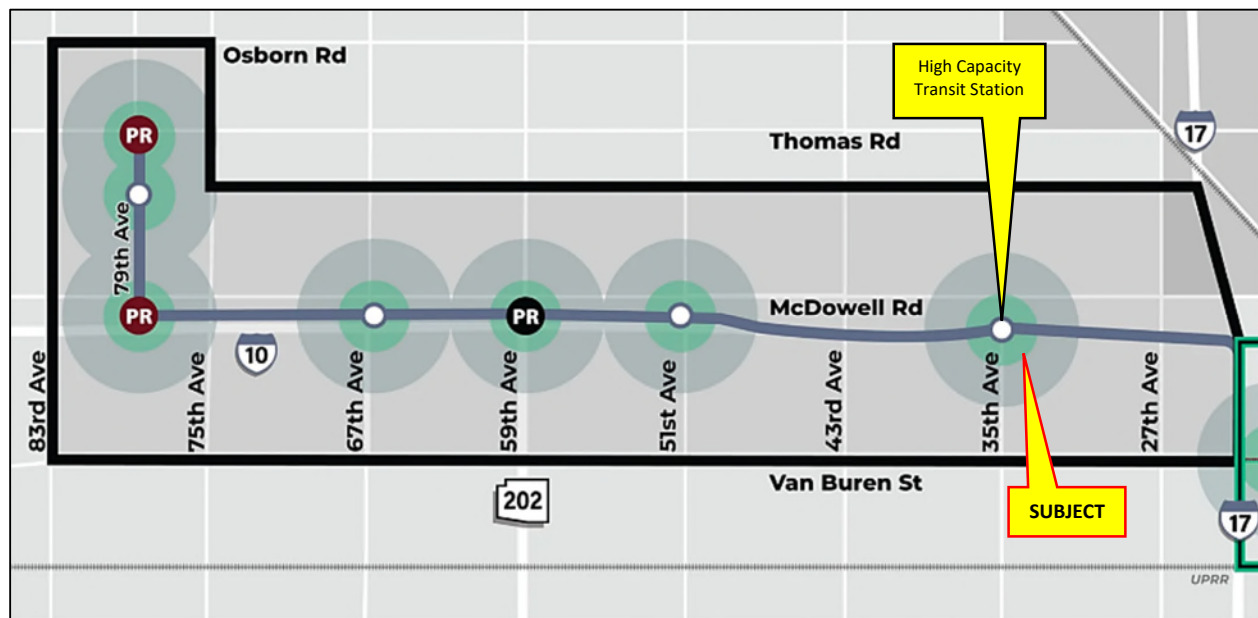 Osborn Rd
High Capacity
Transit Station
17
PR
Thomas Rd
79th Ave
PR
PR
McDowell Rd
10
83rd Ave
75th Ave
67th Ave
59th Ave
51st Ave
43rd Ave
35th Ave
27th Ave
Van Buren St
202
SUBJECT
17
UPRR